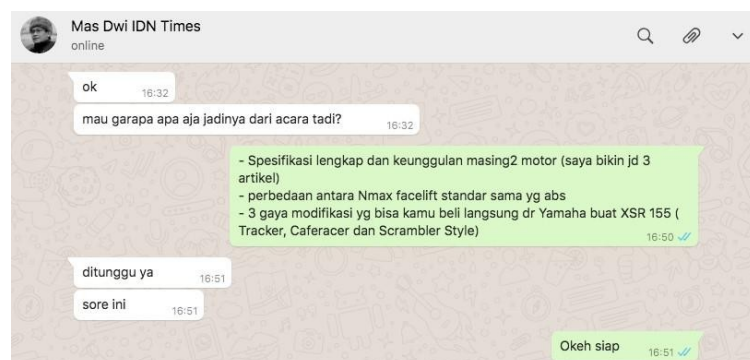 Mas Dwi IDN Times
online
ok
16:32
mau garapa apa aja jadinya dari acara tadi?
16:32
- Spesifikasi lengkap dan keunggulan masing2 motor (saya bikin jd 3
artikel)
- perbedaan antara Nmax facelift standar sama yg abs
- 3 gaya modifikasi yg bisa kamu beli langsung dr Yamaha buat XSR 155 (
Tracker, Caferacer dan Scrambler Style)
16:50
ditunggu ya
16:51
sore ini
16:51
Okeh siap
16:51